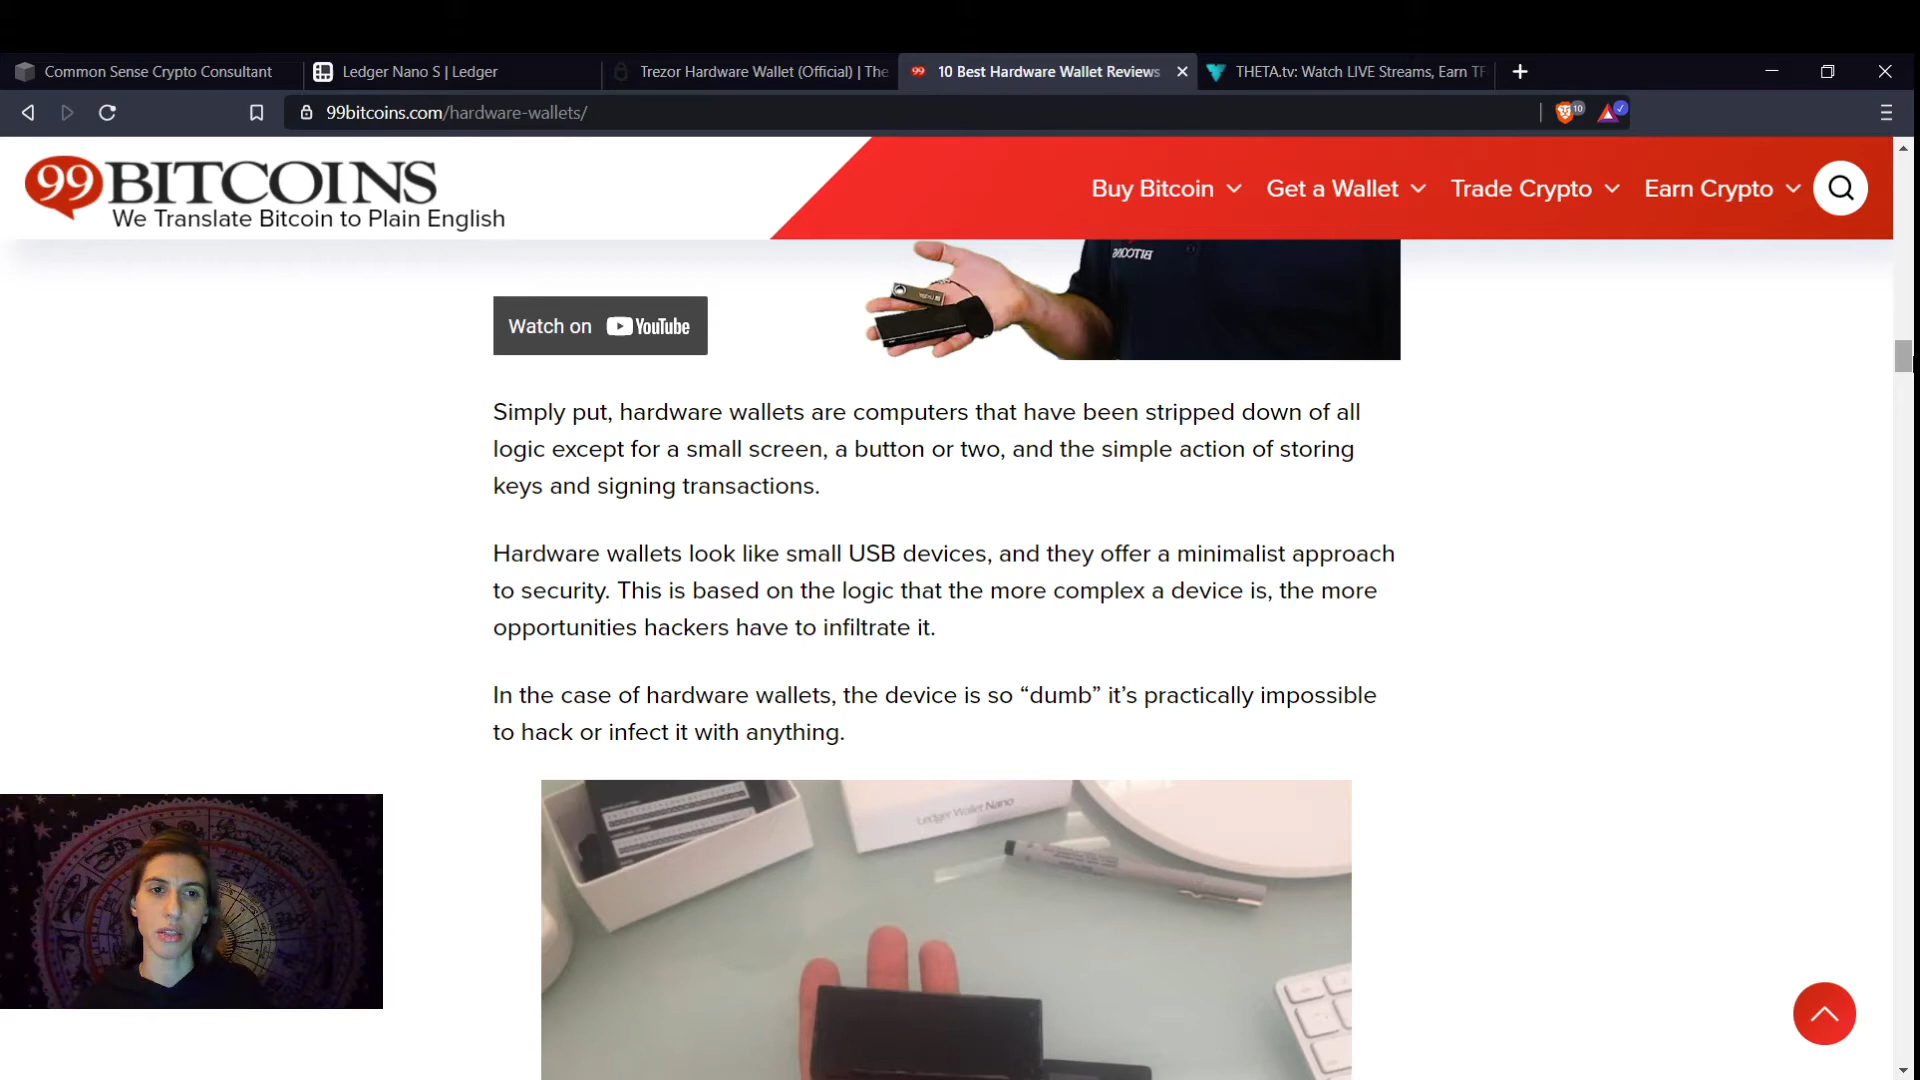 Common Sense Crypto Consultant
Ledger Nano S | Ledger
Trezor Hardware Wallet (Official) | The
99 10 Best Hardware Wallet Reviews
THETA.tv: Watch LIVE Streams, Earn TF
99bitcoins.com/hardware-wallets/
10
99BITCOINS
We Translate Bitcoin to Plain English
Buy Bitcoin
Get a Wallet
Trade Crypto
Earn Crypto
BITCOINS
Watch on YouTube
Simply put, hardware wallets are computers that have been stripped down of all
logic except for a small screen, a button or two, and the simple action of storing
keys and signing transactions.
Hardware wallets look like small USB devices, and they offer a minimalist approach
to security. This is based on the logic that the more complex a device is, the more
opportunities hackers have to infiltrate it.
In the case of hardware wallets, the device is so “dumb” it’s practically impossible
to hack or infect it with anything.
Ledger Wallet Nano